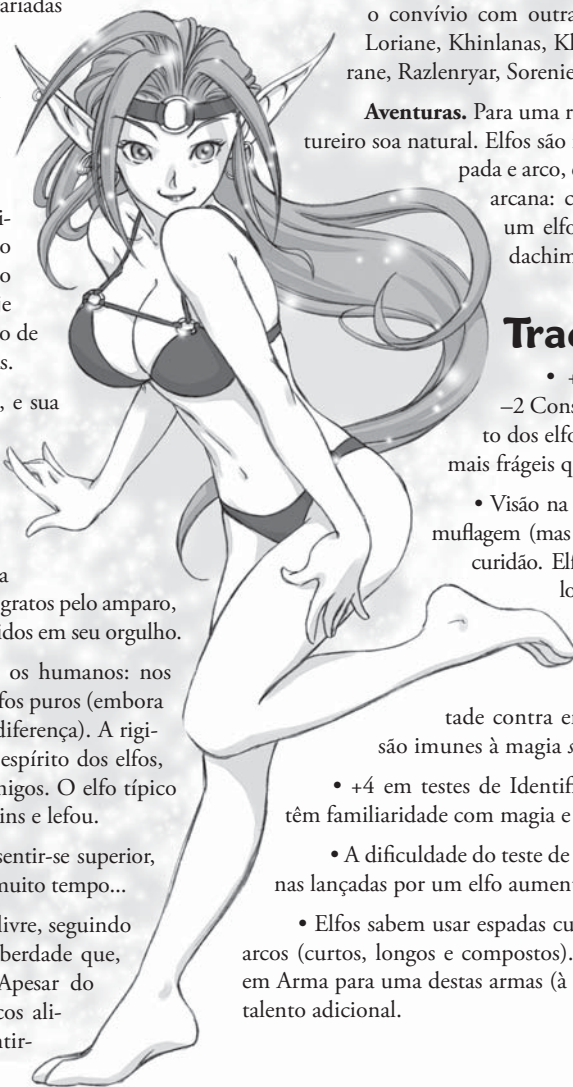 ariadas
i-
o
o
e
o de
s.
, e sua
a
gratos pelo amparo,
idos em seu orgulho.
os humanos: nos
fos puros (embora
diferença). A rigi-
espírito dos elfos,
igos. O elfo típico
ins e lefou.
sentir-se superior,
muito tempo...
livre, seguindo
berdade que,
Apesar do
cos ali-
ntir-
o convívio com outra
Loriane, Khinlanas, Kl
rane, Razlenryar, Sorenie
Aventuras. Para uma r
tureiro soa natural. Elfos são
pada e arco,
arcana: c
um elfo
dachim
Trac
• +
–2 Cons
to dos elfo
mais frágeis q
• Visão na
muflagem (mas
curidão. Elf
lo
tade contra en
são imunes à magia s
• +4 em testes de Identifi
têm familiaridade com magia e
• A dificuldade do teste de
nas lançadas por um elfo aument
• Elfos sabem usar espadas cu
arcos (curtos, longos e compostos).
em Arma para uma destas armas (à
talento adicional.